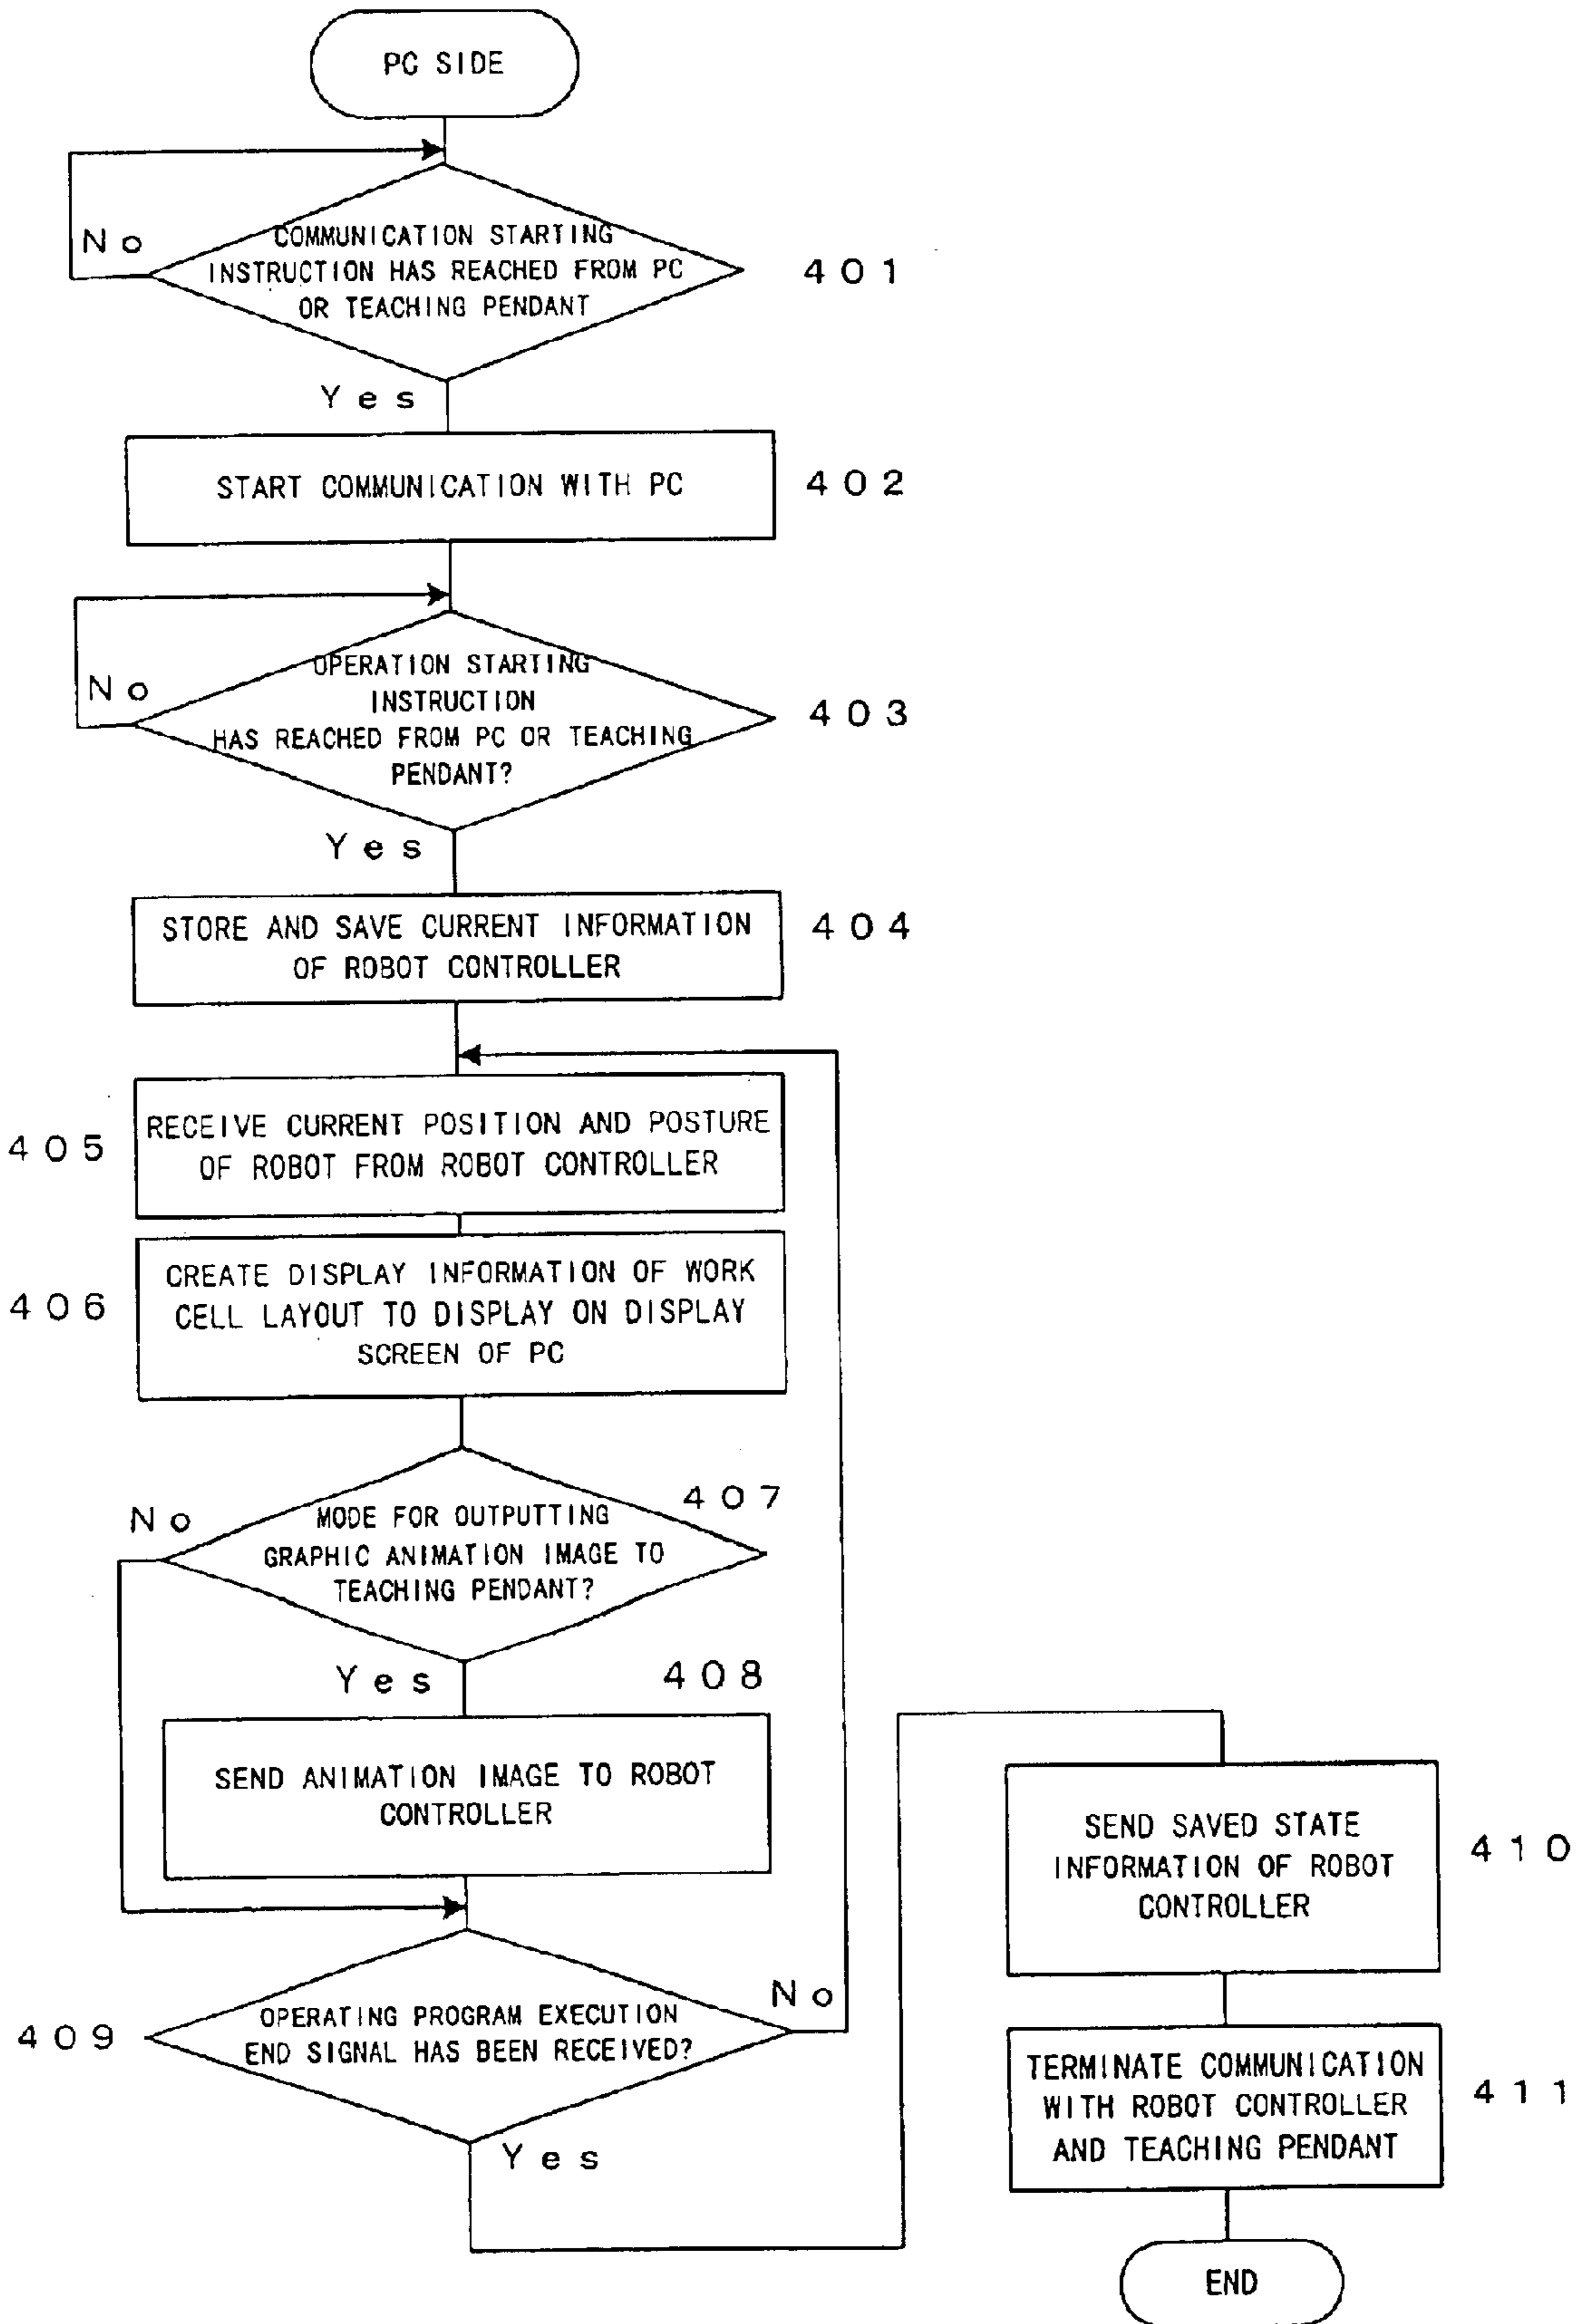 PC SIDE
No
COMMUNICATION STARTING
INSTRUCTION HAS REACHED FROM PC
OR TEACHING PENDANT
401
Yes
START COMMUNICATION WITH PC
402
No
OPERATION STARTING
INSTRUCTION
HAS REACHED FROM PC OR TEACHING
PENDANT?
403
Yes
STORE AND SAVE CURRENT INFORMATION
OF ROBOT CONTROLLER
404
405
RECEIVE CURRENT POSITION AND POSTURE
OF ROBOT FROM ROBOT CONTROLLER
406
CREATE DISPLAY INFORMATION OF WORK
CELL LAYOUT TO DISPLAY ON DISPLAY
SCREEN OF PC
407
No
MODE FOR OUTPUTTING
GRAPHIC ANIMATION IMAGE TO
TEACHING PENDANT?
Yes
408
SEND ANIMATION IMAGE TO ROBOT
CONTROLLER
409
OPERATING PROGRAM EXECUTION
END SIGNAL HAS BEEN RECEIVED?
No
Yes
SEND SAVED STATE
INFORMATION OF ROBOT
CONTROLLER
410
TERMINATE COMMUNICATION
WITH ROBOT CONTROLLER
AND TEACHING PENDANT
411
END